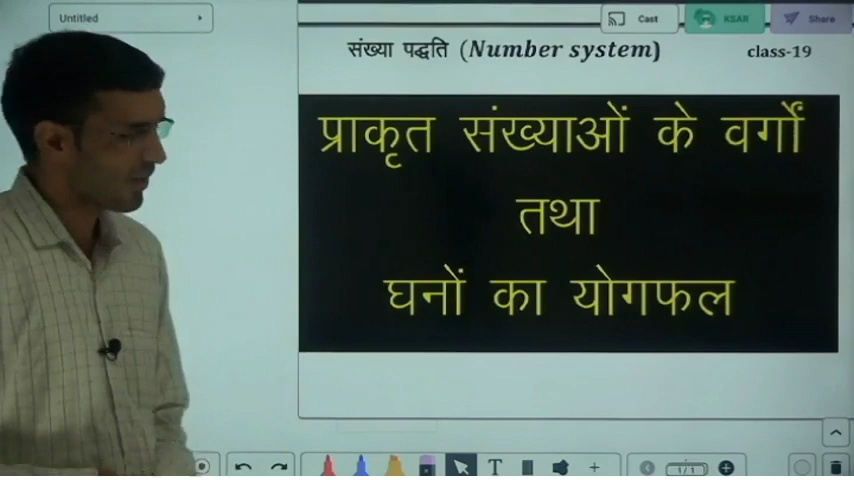 Untitled
Cast
KSAR
Share
संख्या पद्धति (Number system)
class-19
प्राकृत संख्याओं के वर्गों
तथा
घनों का योगफल
T
1/1